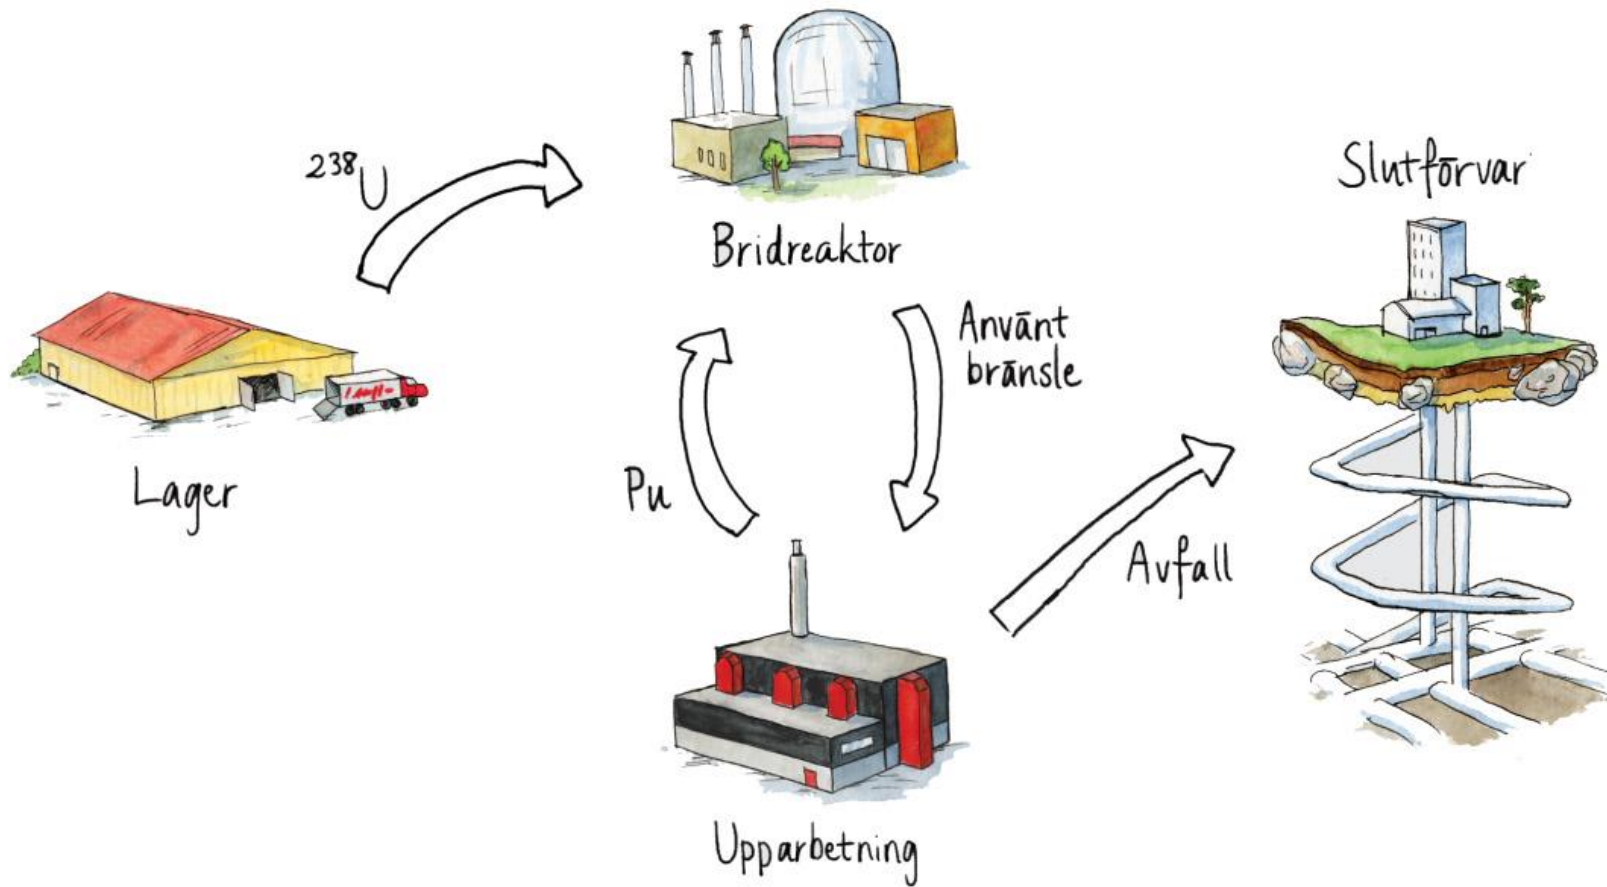 ²³⁸U
Bridreaktor
Slutförvar
Lager
Använt
bränsle
Pu
Avfall
Upparbetning